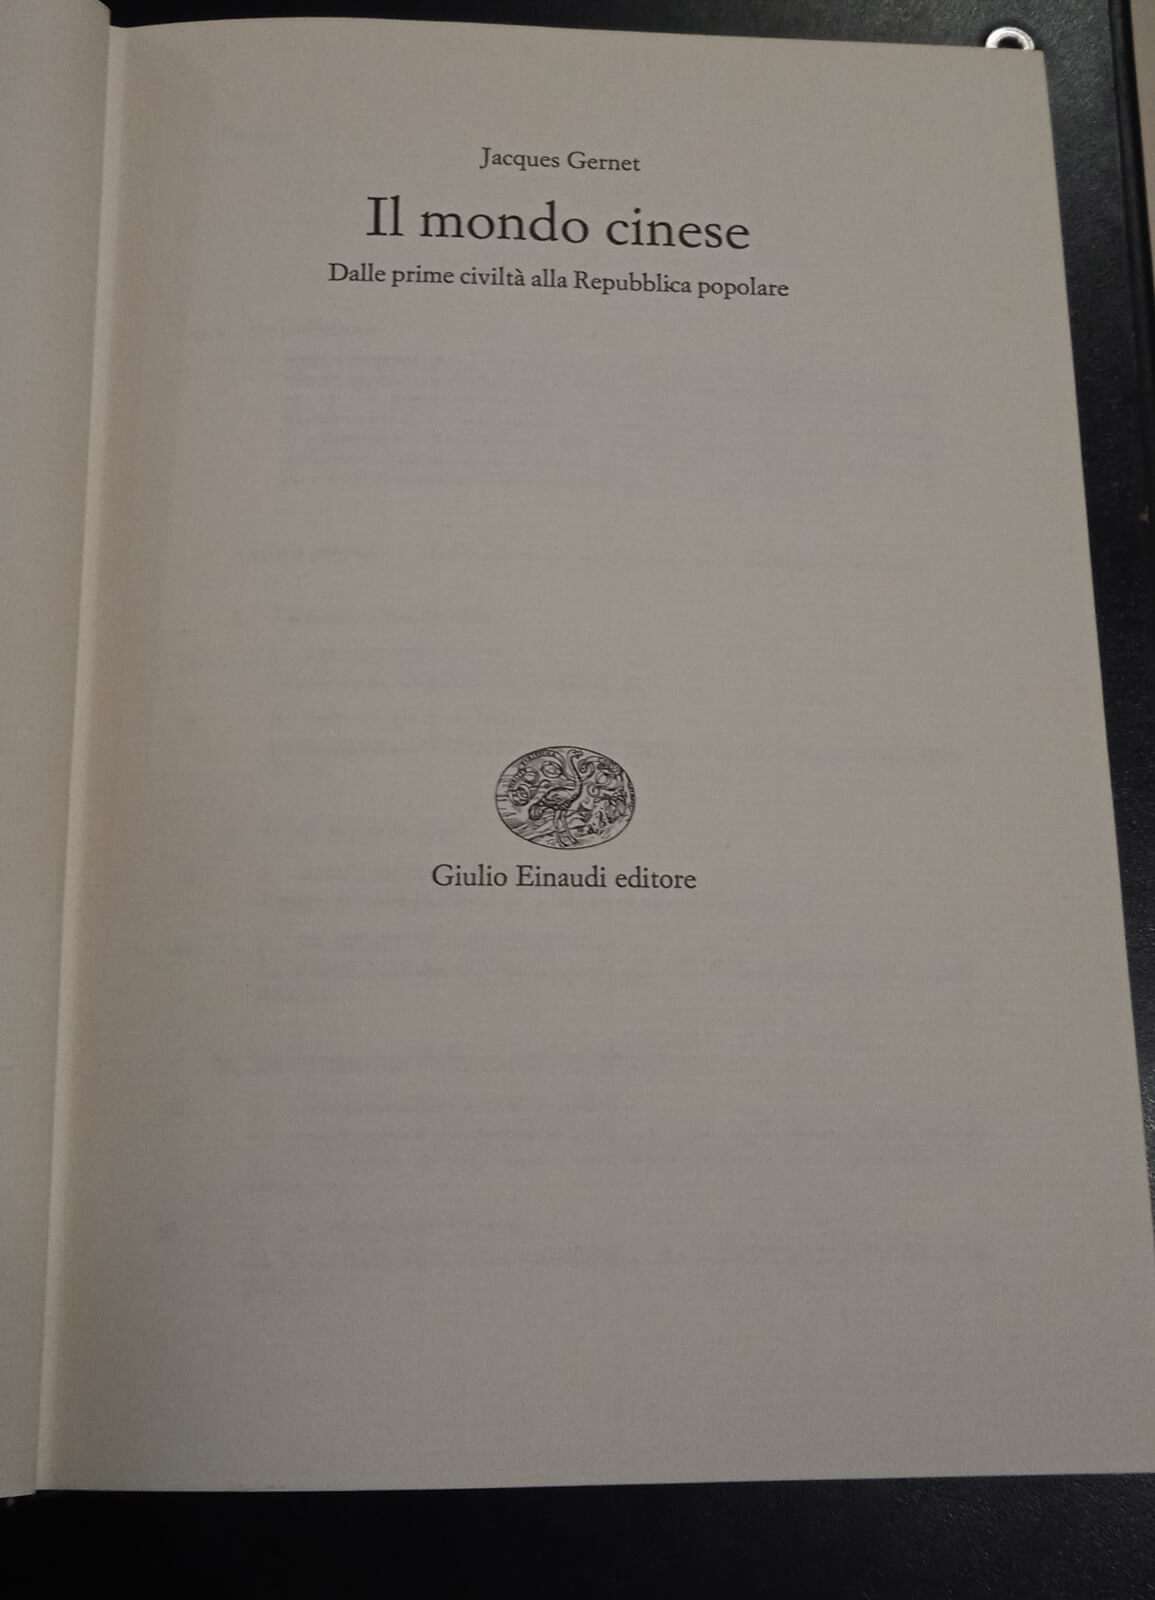 Jacques Gernet
Il mondo cinese
Dalle prime civiltà alla Repubblica popolare
Giulio Einaudi editore